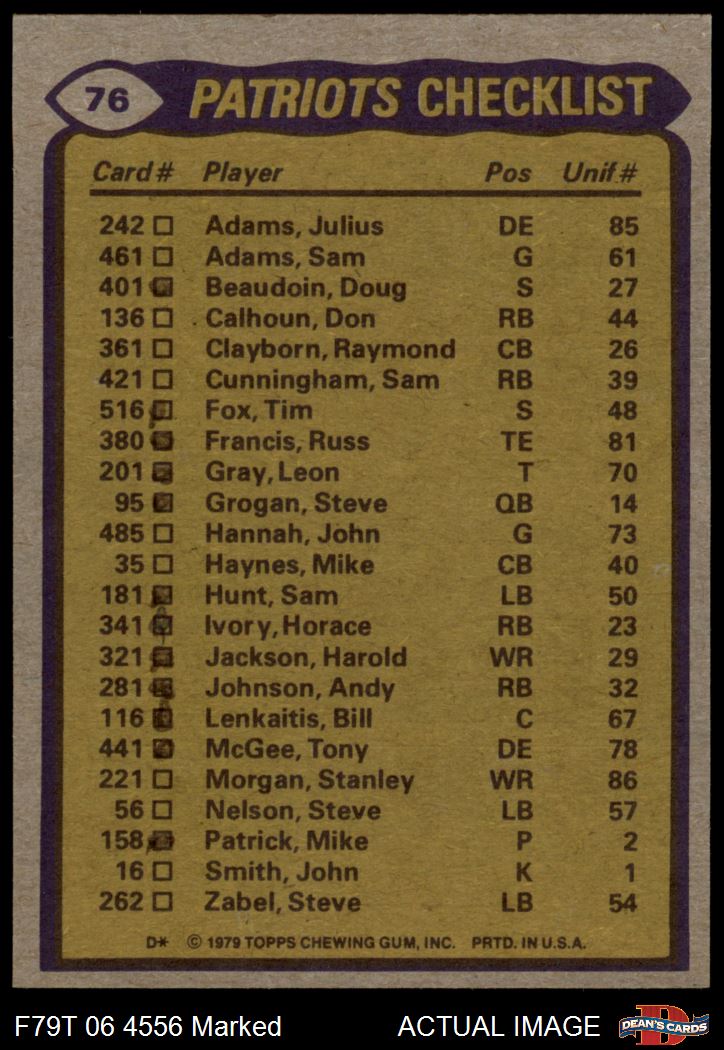 76 PATRIOTS CHECKLIST
Card # Player Pos Unif.#
242 Adams, Julius DE 85
461 Adams, Sam G 61
401 Beaudoin, Doug S 27
136 Calhoun, Don RB 44
361 Clayborn, Raymond CB 26
421 Cunningham, Sam RB 39
516 Fox, Tim S 48
380 Francis, Russ TE 81
201 Gray, Leon T 70
95 Grogan, Steve QB 14
485 Hannah, John G 73
35 Haynes, Mike CB 40
181 Hunt, Sam LB 50
341 Ivory, Horace RB 23
321 Jackson, Harold WR 29
281 Johnson, Andy RB 32
116 Lenkaitis, Bill C 67
441 McGee, Tony DE 78
221 Morgan, Stanley WR 86
56 Nelson, Steve LB 57
158 Patrick, Mike P 2
16 Smith, John K 1
262 Zabel, Steve LB 54
D* © 1979 TOPPS CHEWING GUM, INC. PRTD. IN U.S.A.
F79T 06 4556 Marked ACTUAL IMAGE D DEAN'S CARDS